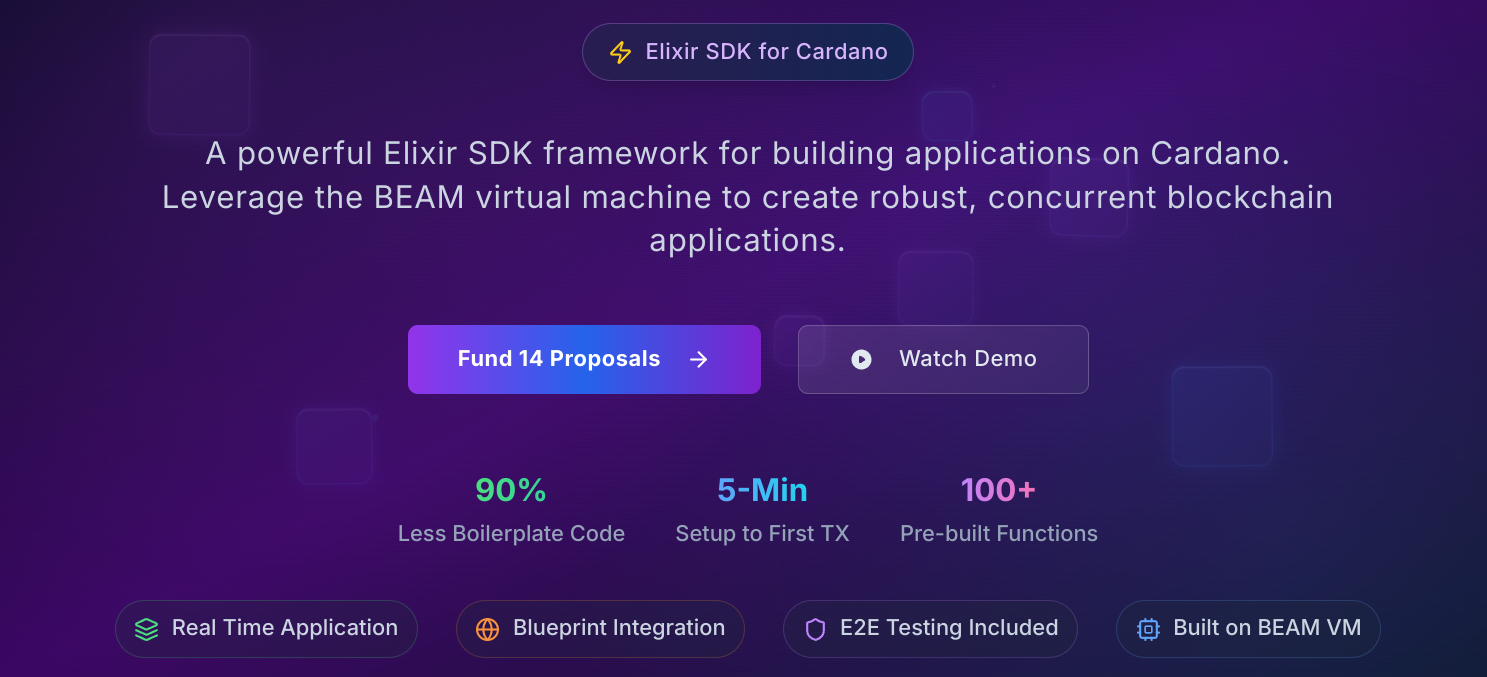 Elixir SDK for Cardano
A powerful Elixir SDK framework for building applications on Cardano.
Leverage the BEAM virtual machine to create robust, concurrent blockchain
applications.
Fund 14 Proposals
Watch Demo
90%
Less Boilerplate Code
5-Min
Setup to First TX
100+
Pre-built Functions
Real Time Application
Blueprint Integration
E2E Testing Included
Built on BEAM VM